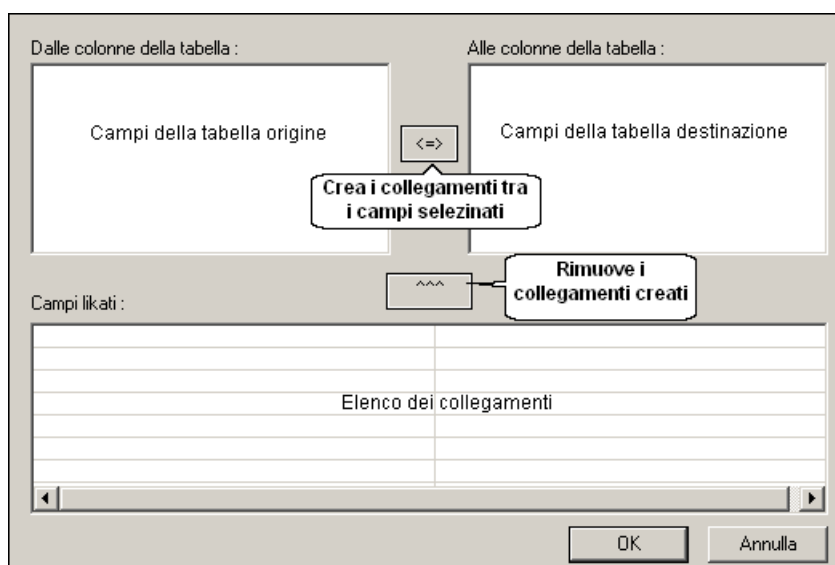 Dalle colonne della tabella :
Alle colonne della tabella :
Campi della tabella origine
Campi della tabella destinazione
<=>
Crea i collegamenti tra
i campi selezinati
^^^
Rimuove i
collegamenti creati
Campi likati :
Elenco dei collegamenti
OK
Annulla